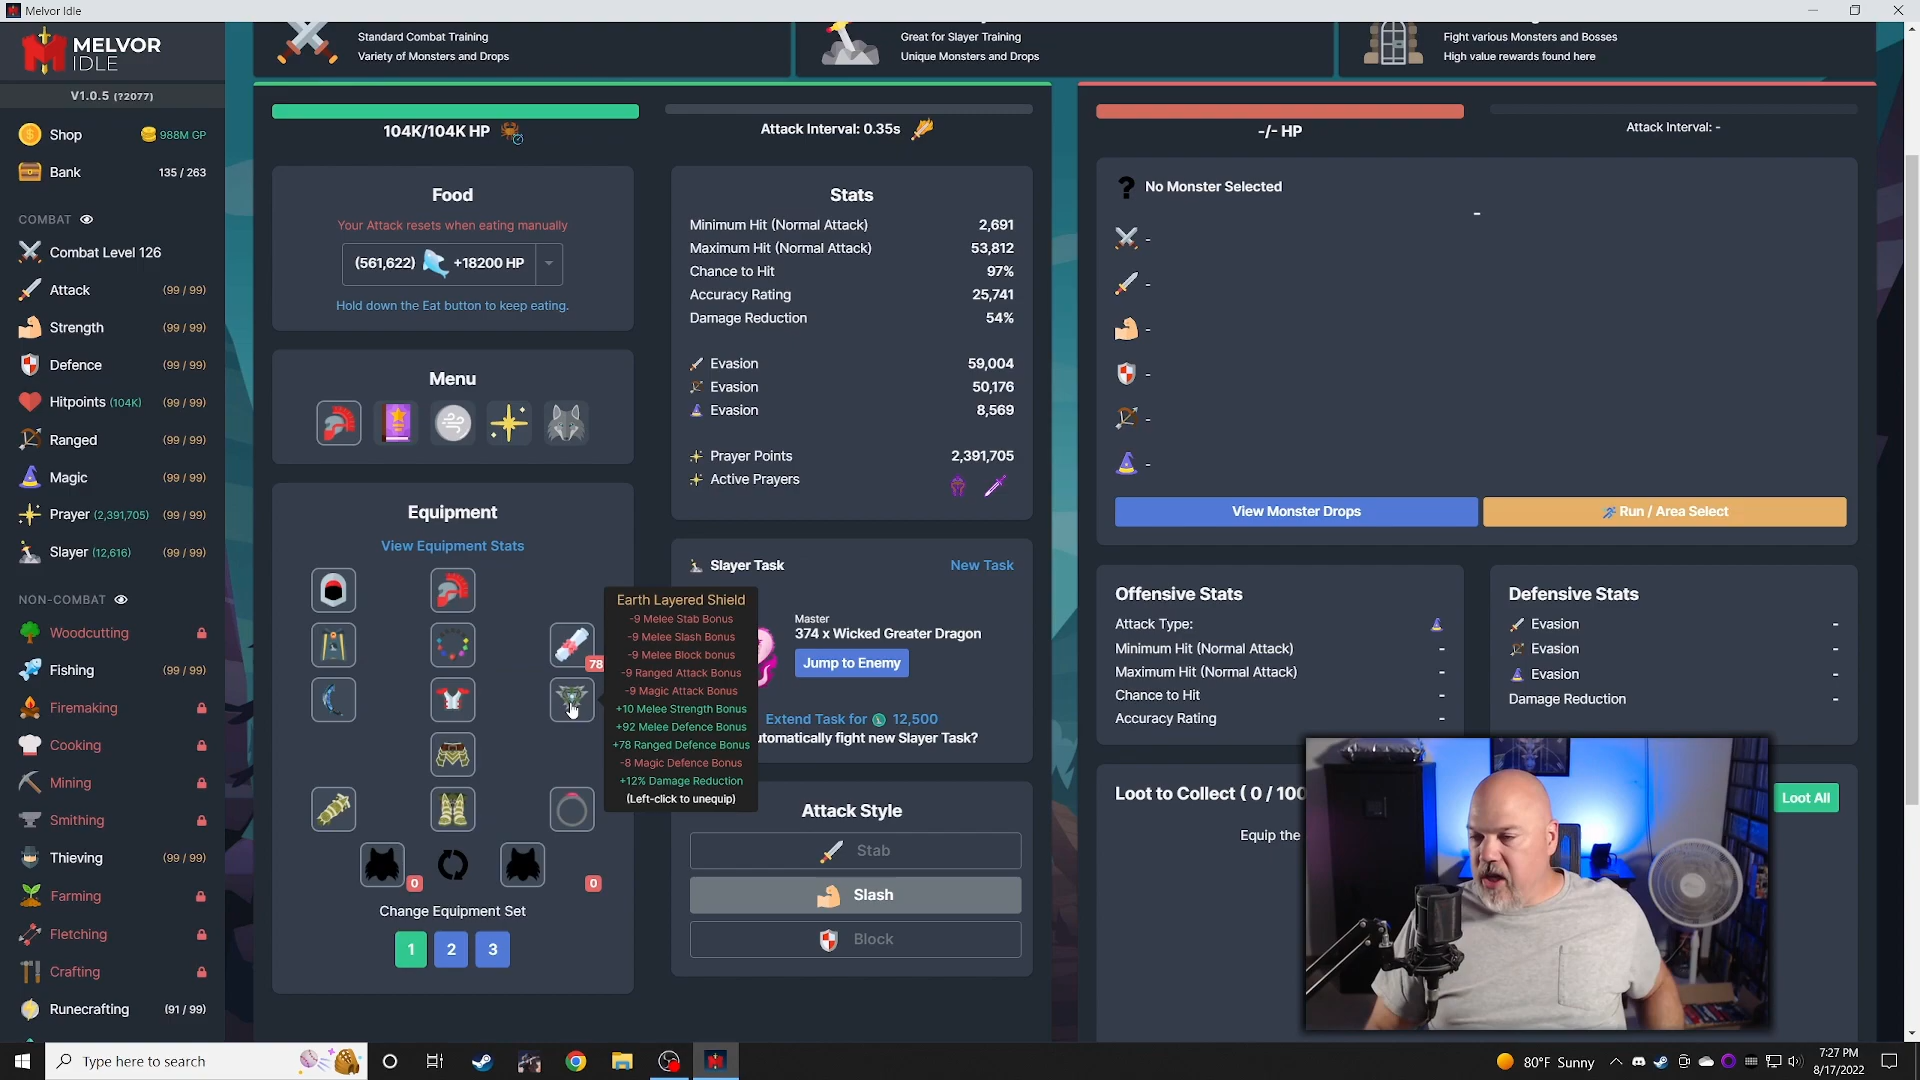 Melvor Idle
MELVOR
IDLE
V1.0.5 (?2077)
Shop 988M GP
Bank 135 / 263
COMBAT
Combat Level 126
Attack (99 / 99)
Strength (99 / 99)
Defence (99 / 99)
Hitpoints (104K) (99 / 99)
Ranged (99 / 99)
Magic (99 / 99)
Prayer (2,391,705) (99 / 99)
Slayer (12,616) (99 / 99)
NON-COMBAT
Woodcutting
Fishing (99 / 99)
Firemaking
Cooking
Mining
Smithing
Thieving (99 / 99)
Farming
Fletching
Crafting
Runecrafting (91 / 99)
Standard Combat Training
Variety of Monsters and Drops
Great for Slayer Training
Unique Monsters and Drops
Fight various Monsters and Bosses
High value rewards found here
104K/104K HP
Attack Interval: 0.35s
Food
Your Attack resets when eating manually
(561,622) +18200 HP
Hold down the Eat button to keep eating.
Menu
Equipment
View Equipment Stats
78
0
0
Change Equipment Set
1 2 3
Stats
Minimum Hit (Normal Attack) 2,691
Maximum Hit (Normal Attack) 53,812
Chance to Hit 97%
Accuracy Rating 25,741
Damage Reduction 54%
Evasion 59,004
Evasion 50,176
Evasion 8,569
Prayer Points 2,391,705
Active Prayers
Slayer Task New Task
Master
374 x Wicked Greater Dragon
Jump to Enemy
Extend Task for 12,500
utomatically fight new Slayer Task?
Earth Layered Shield
-9 Melee Stab Bonus
-9 Melee Slash Bonus
-9 Melee Block bonus
-9 Ranged Attack Bonus
-9 Magic Attack Bonus
+10 Melee Strength Bonus
+92 Melee Defence Bonus
+78 Ranged Defence Bonus
-8 Magic Defence Bonus
+12% Damage Reduction
(Left-click to unequip)
Attack Style
Stab
Slash
Block
-/- HP
Attack Interval: -
? No Monster Selected
-
-
-
-
-
-
-
View Monster Drops
Run / Area Select
Offensive Stats
Attack Type:
Minimum Hit (Normal Attack) -
Maximum Hit (Normal Attack) -
Chance to Hit -
Accuracy Rating -
Defensive Stats
Evasion -
Evasion -
Evasion -
Damage Reduction -
Loot to Collect ( 0 / 100
Loot All
Equip the
Type here to search
80°F Sunny
7:27 PM
8/17/2022